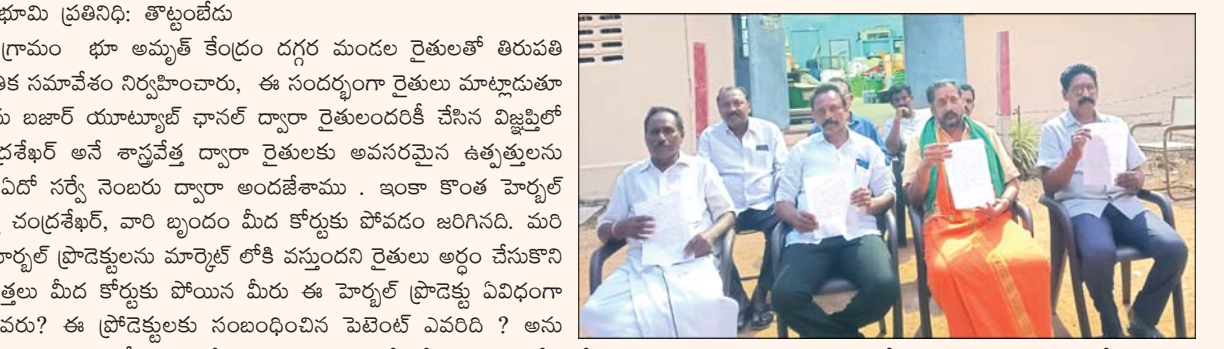 భూమి ప్రతినిధి: తొట్టంబేడు
గ్రామం భూ అమృత్ కేంద్రం దగ్గర మండల రైతులతో తిరుపతి
సమావేశం నిర్వహించారు, ఈ సందర్భంగా రైతులు మాట్లాడుతూ
బజార్ యూట్యూబ్ ఛానల్ ద్వారా రైతులందరికీ చేసిన విజ్ఞప్తిలో
ద్రశేఖర్ అనే శాస్త్రవేత్త ద్వారా రైతులకు అవసరమైన ఉత్పత్తులను
ఏదో సర్వే నెంబరు ద్వారా అందజేశాము . ఇంకా కొంత హెర్బల్
చంద్రశేఖర్, వారి బృందం మీద కోర్టుకు పోవడం జరిగినది. మరి
ర్బల్ ప్రొడెక్టులను మార్కెట్ లోకి వస్తుందని రైతులు అర్ధం చేసుకొని
త్తలు మీద కోర్టుకు పోయిన మీరు ఈ హెర్బల్ ప్రొడెక్టు ఏవిధంగా
వరు? ఈ ప్రోడెక్టులకు సంబంధించిన పెటెంట్ ఎవరిది ? అను